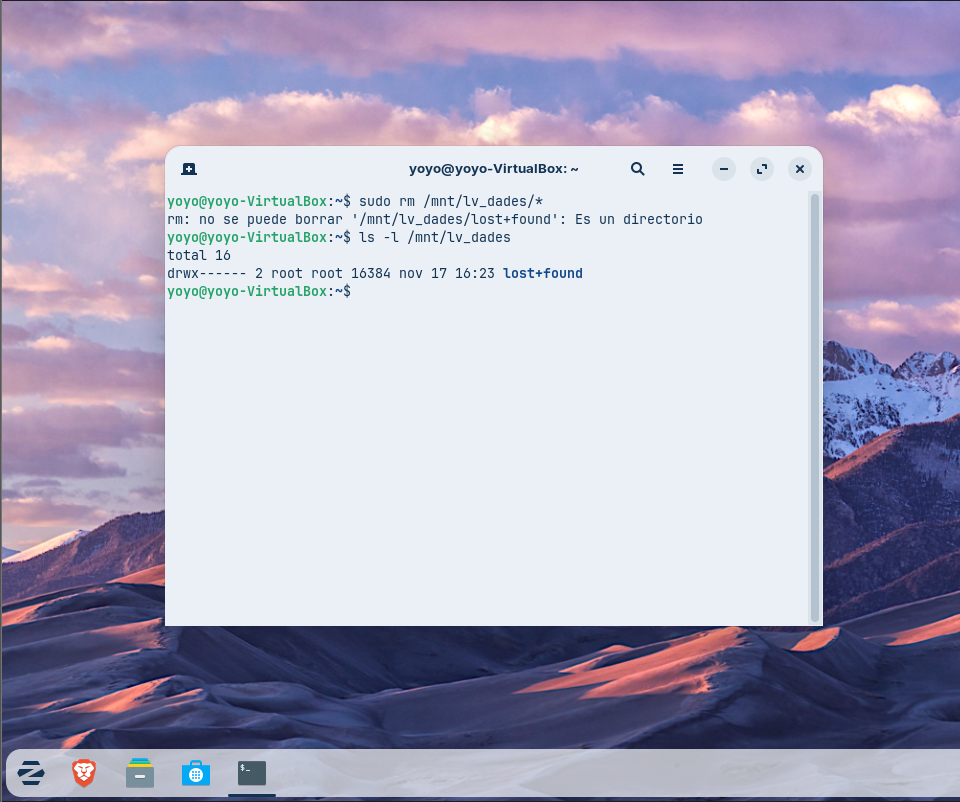 yoyo@yoyo-VirtualBox: ~
yoyo@yoyo-VirtualBox:~$ sudo rm /mnt/lv_dades/*
rm: no se puede borrar '/mnt/lv_dades/lost+found': Es un directorio
yoyo@yoyo-VirtualBox:~$ ls -l /mnt/lv_dades
total 16
drwx------ 2 root root 16384 nov 17 16:23 lost+found
yoyo@yoyo-VirtualBox:~$
$_